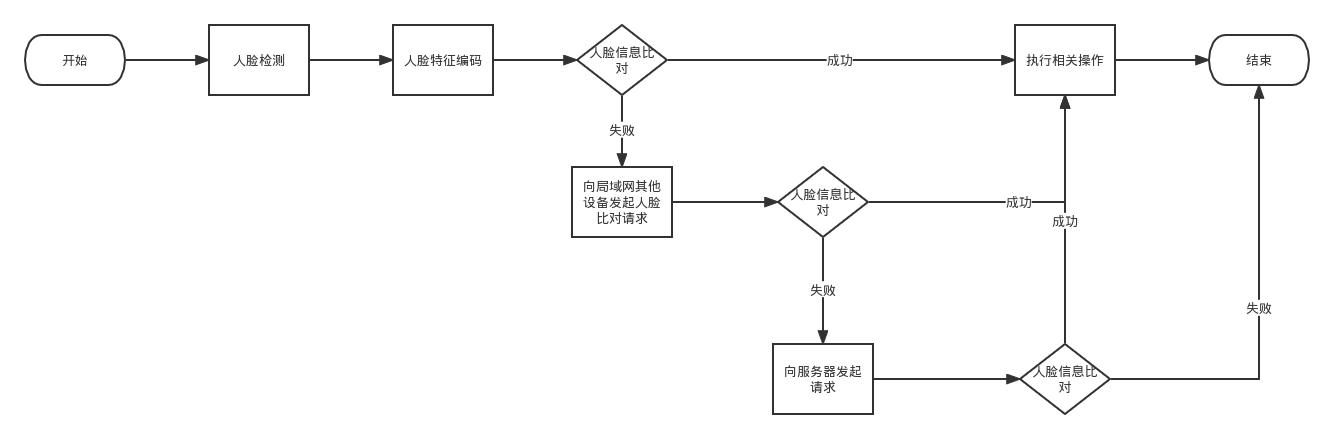 开始
人脸检测
人脸特征编码
人脸信息比
对
成功
执行相关操作
结束
失败
向局域网其他
设备发起人脸
比对请求
人脸信息比
对
成功
成功
失败
失败
向服务器发起
请求
人脸信息比
对